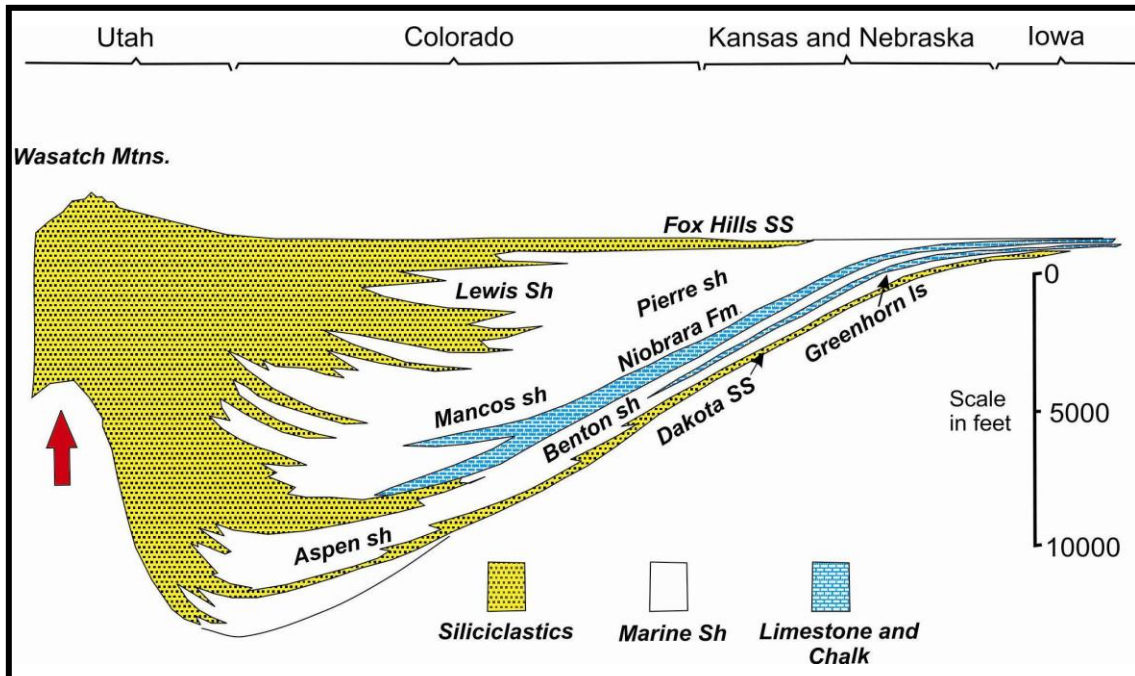 Utah
Colorado
Kansas and Nebraska
Iowa
Wasatch Mtns.
Fox Hills SS
Lewis Sh
Pierre sh
Niobrara Fm.
Greenhorn ls
Mancos sh
Benton sh
Dakota SS
Aspen sh
0
5000
10000
Scale
in feet
Siliciclastics
Marine Sh
Limestone and
Chalk